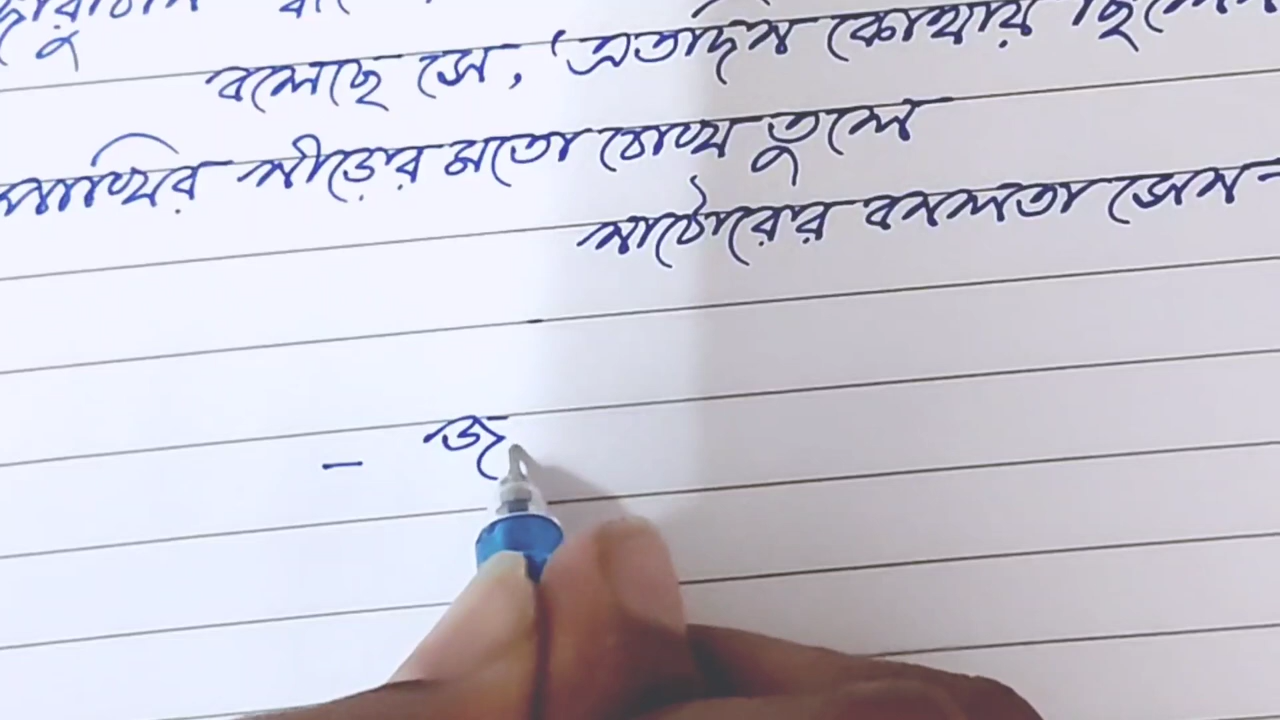 বলেছে সে, 'এতদিন কোথায় ছিলেন
পাখির নীড়ের মতো চোখ তুলে
নাটোরের বনলতা সেন-
- জ